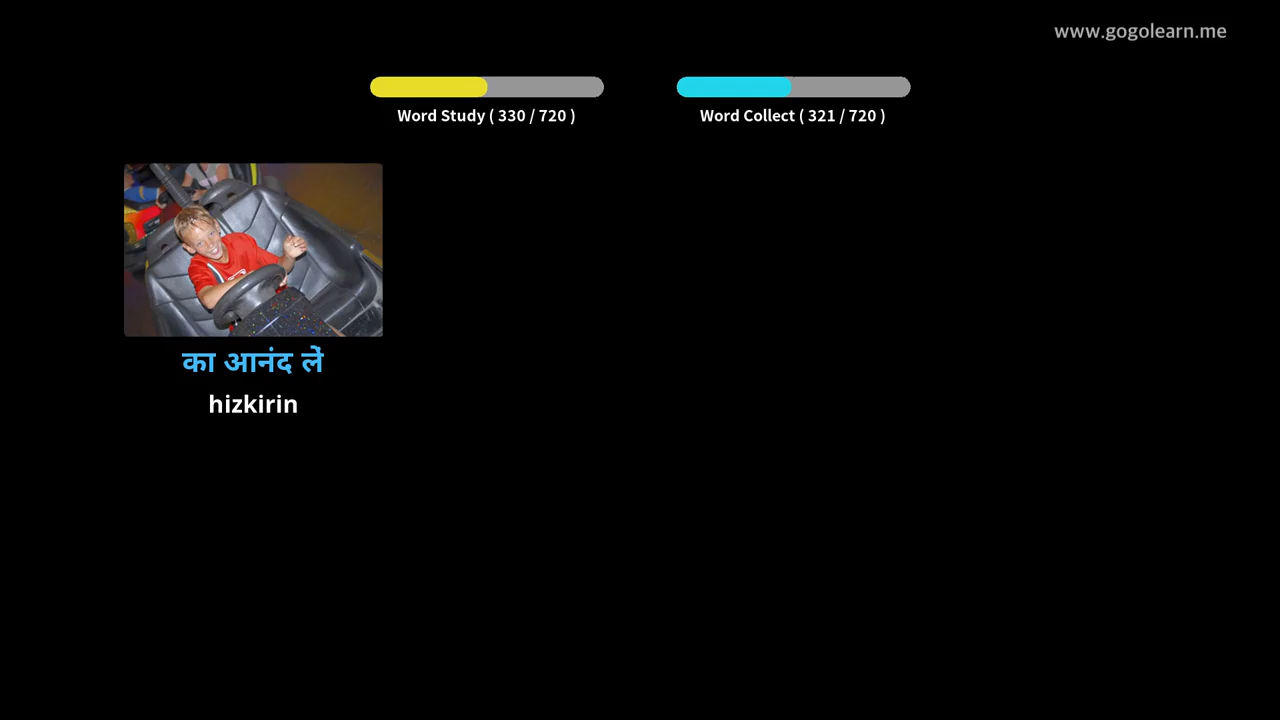 www.gogolearn.me
Word Study ( 330 / 720 )
Word Collect ( 321 / 720 )
का आनंद लें
hizkirin